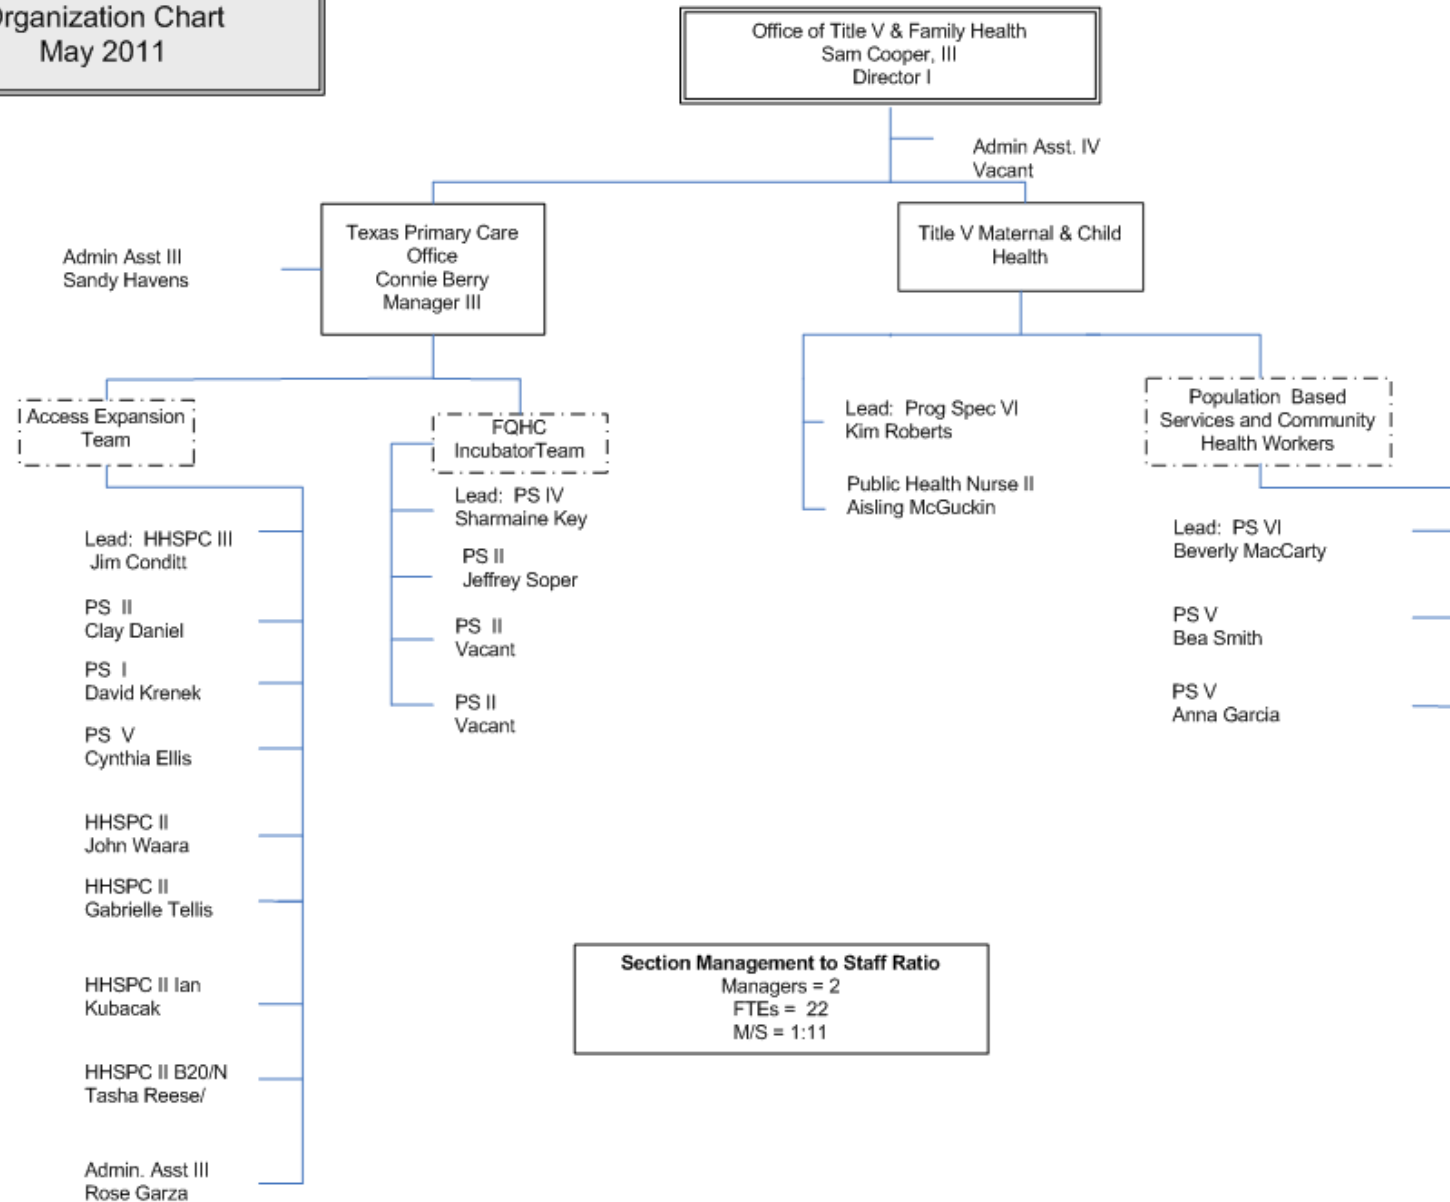 Organization Chart
May 2011
Office of Title V & Family Health
Sam Cooper, III
Director I
Admin Asst. IV
Vacant
Texas Primary Care
Office
Connie Berry
Manager III
Admin Asst III
Sandy Havens
Title V Maternal & Child
Health
Access Expansion
Team
Lead:  HHSPC III
Jim Conditt
PS  II
Clay Daniel
PS  I
David Krenek
PS  V
Cynthia Ellis
HHSPC II
John Waara
HHSPC II
Gabrielle Tellis
HHSPC II Ian
Kubacak
HHSPC II B20/N
Tasha Reese/
Admin. Asst III
Rose Garza
FQHC
IncubatorTeam
Lead:  PS IV
Sharmaine Key
PS II
Jeffrey Soper
PS  II
Vacant
PS II
Vacant
Lead:  Prog Spec VI
Kim Roberts
Public Health Nurse II
Aisling McGuckin
Population  Based
Services and Community
Health Workers
Lead:  PS VI
Beverly MacCarty
PS V
Bea Smith
PS V
Anna Garcia
Section Management to Staff Ratio
Managers = 2
FTEs =  22
M/S = 1:11